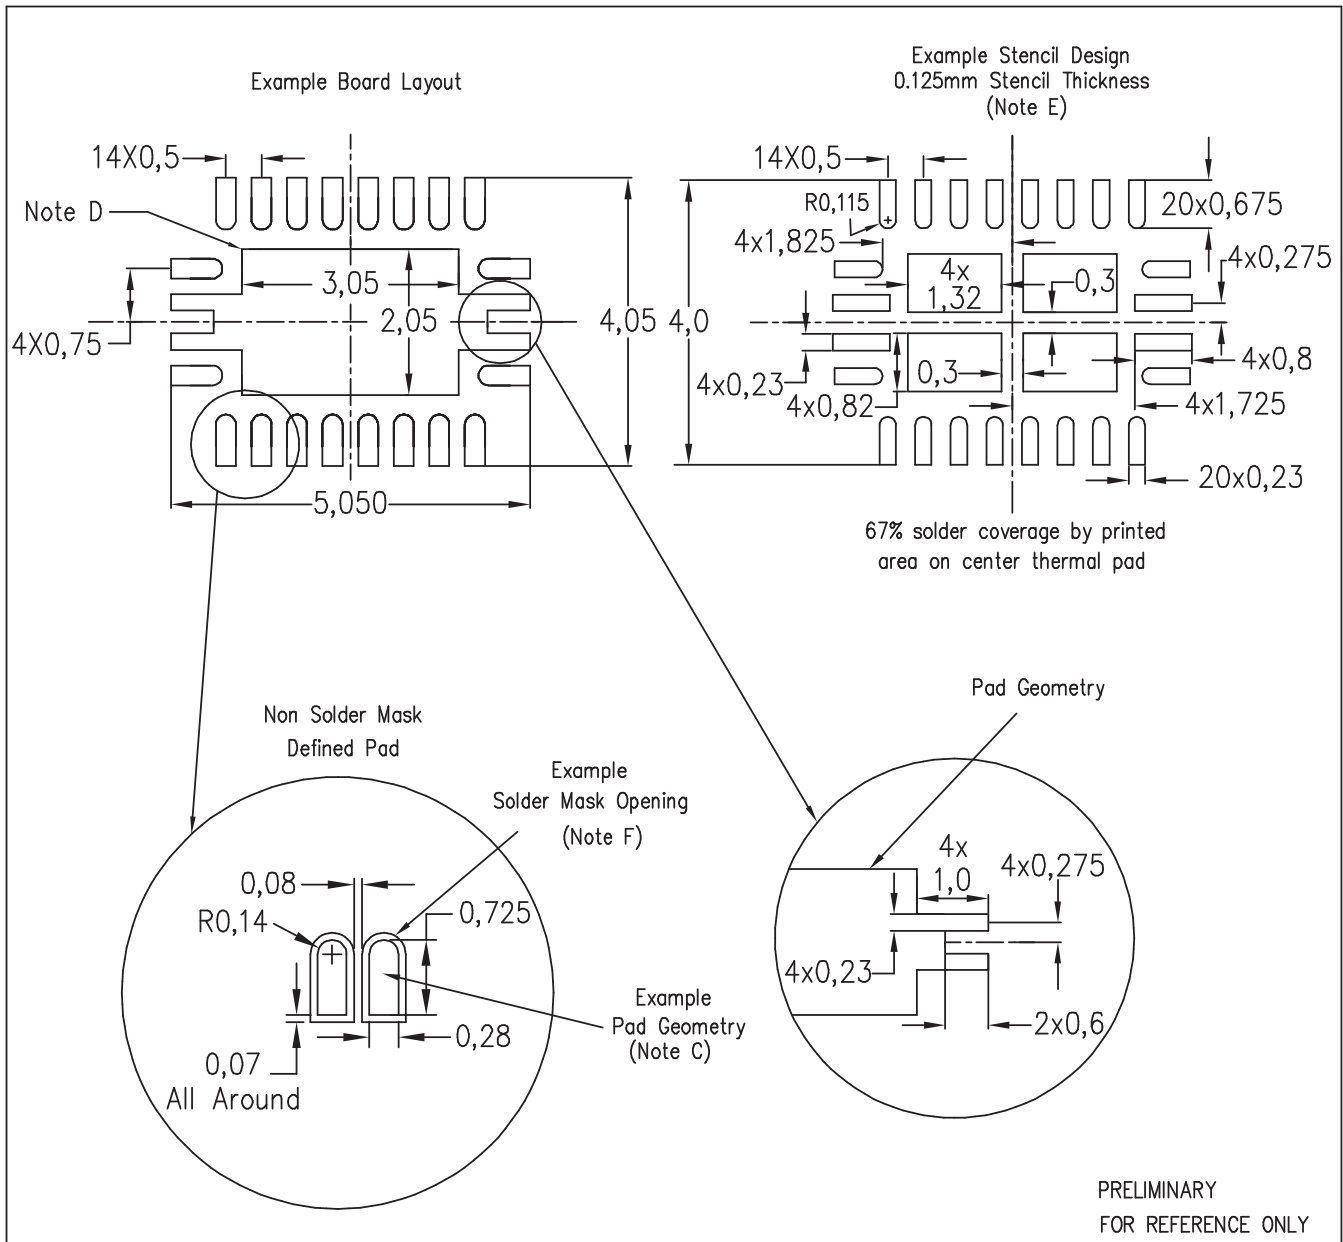 Example Board Layout
Example Stencil Design
0.125mm Stencil Thickness
(Note E)
14X0,5
Note D
3,05
2,05
4X0,75
4,05
5,050
14X0,5
R0,115
4x1,825
4,0
20x0,675
4x0,275
4x
1,32
0,3
4x0,23
4x0,82
0,3
4x0,8
4x1,725
20x0,23
67% solder coverage by printed
area on center thermal pad
Non Solder Mask
Defined Pad
Example
Solder Mask Opening
(Note F)
0,08
R0,14
0,725
0,28
0,07
All Around
Example
Pad Geometry
(Note C)
Pad Geometry
4x
1,0
4x0,275
4x0,23
2x0,6
PRELIMINARY
FOR REFERENCE ONLY